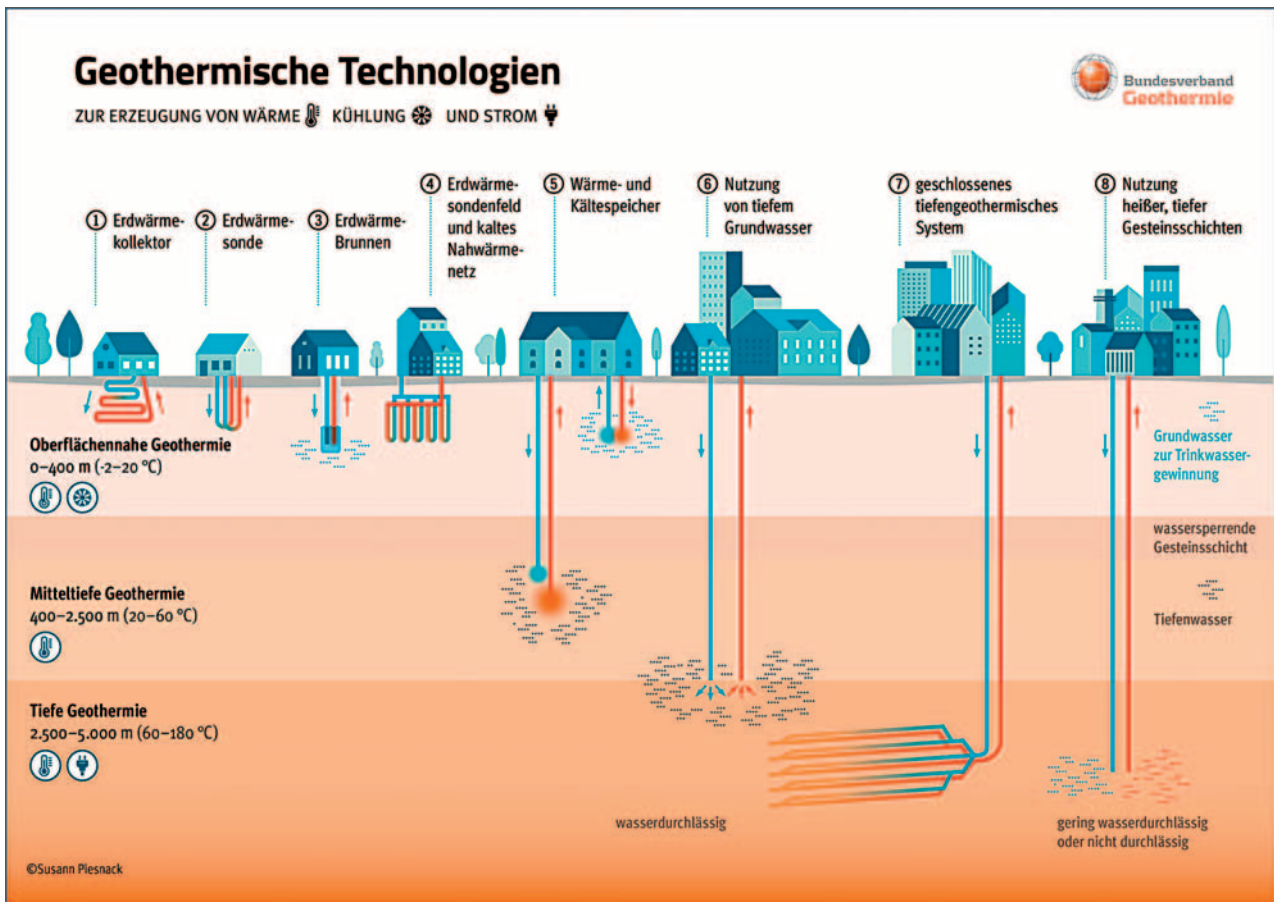 Geothermische Technologien
ZUR ERZEUGUNG VON WÄRME KÜHLUNG UND STROM
Bundesverband
Geothermie
1 Erdwärme-
kollektor
2 Erdwärme-
sonde
3 Erdwärme-
Brunnen
4 Erdwärme-
sondenfeld
und kaltes
Nahwärme-
netz
5 Wärme- und
Kältespeicher
6 Nutzung
von tiefem
Grundwasser
7 geschlossenes
tiefengeothermisches
System
8 Nutzung
heißer, tiefer
Gesteinsschichten
Oberflächennahe Geothermie
0–400 m (-2–20 °C)
Grundwasser
zur Trinkwasser-
gewinnung
wassersperrende
Gesteinsschicht
Mitteltiefe Geothermie
400–2.500 m (20–60 °C)
Tiefenwasser
Tiefe Geothermie
2.500–5.000 m (60–180 °C)
wasserdurchlässig
gering wasserdurchlässig
oder nicht durchlässig
©Susann Piesnack